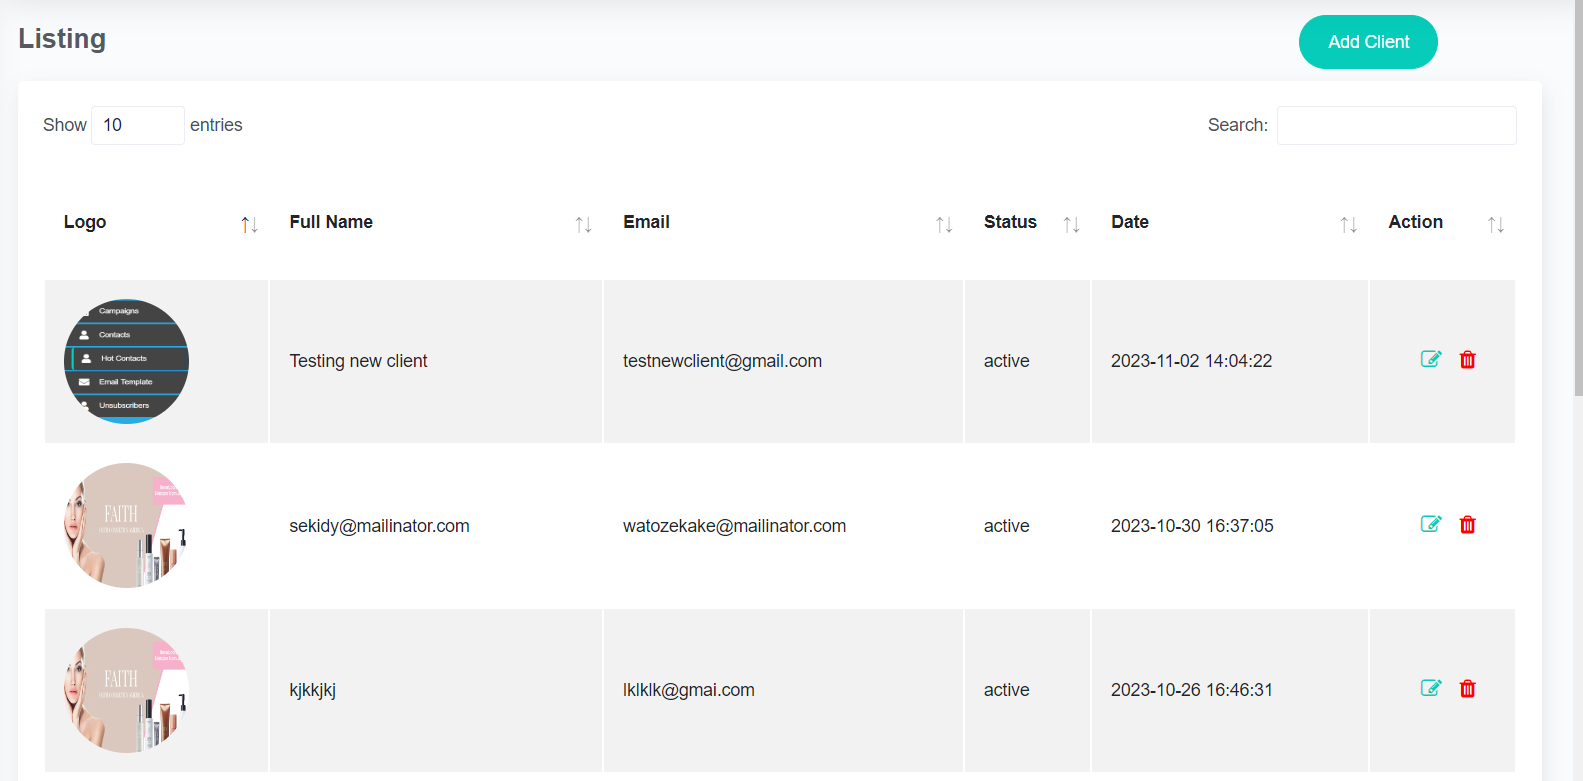 Listing
Add Client
Show 10 entries
Search:
Logo Full Name Email Status Date Action
Campaigns
Contacts
Hot Contacts
Email Template
Unsubscribers
Testing new client testnewclient@gmail.com active 2023-11-02 14:04:22
FAITH
sekidy@mailinator.com watozekake@mailinator.com active 2023-10-30 16:37:05
FAITH
kjkkjkj lklklk@gmai.com active 2023-10-26 16:46:31